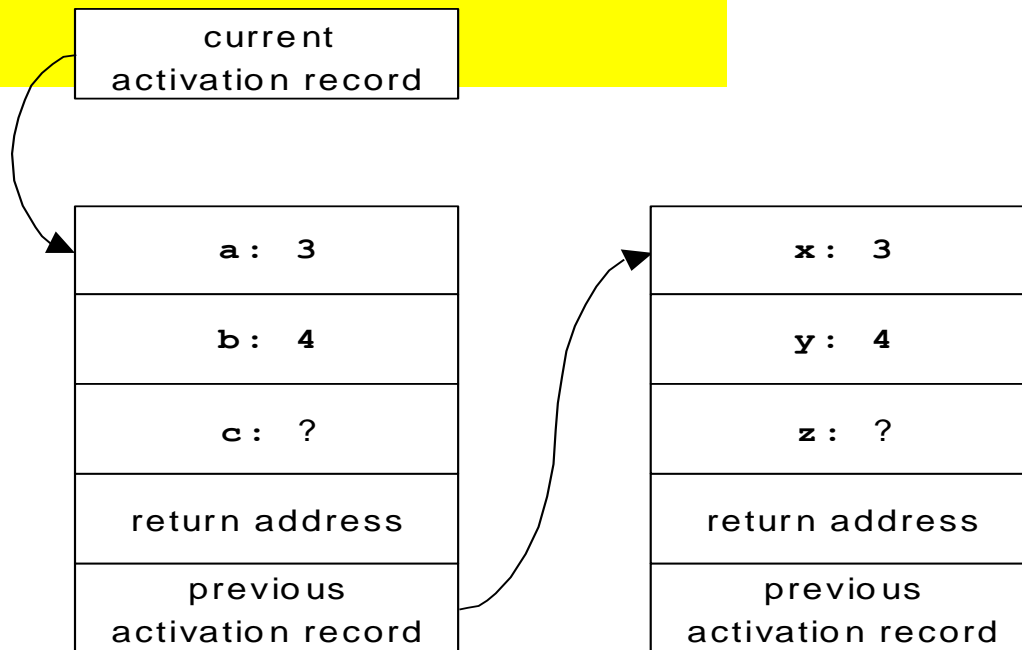 current
activation record
a: 3
b: 4
c: ?
return address
previous
activation record
x: 3
y: 4
z: ?
return address
previous
activation record